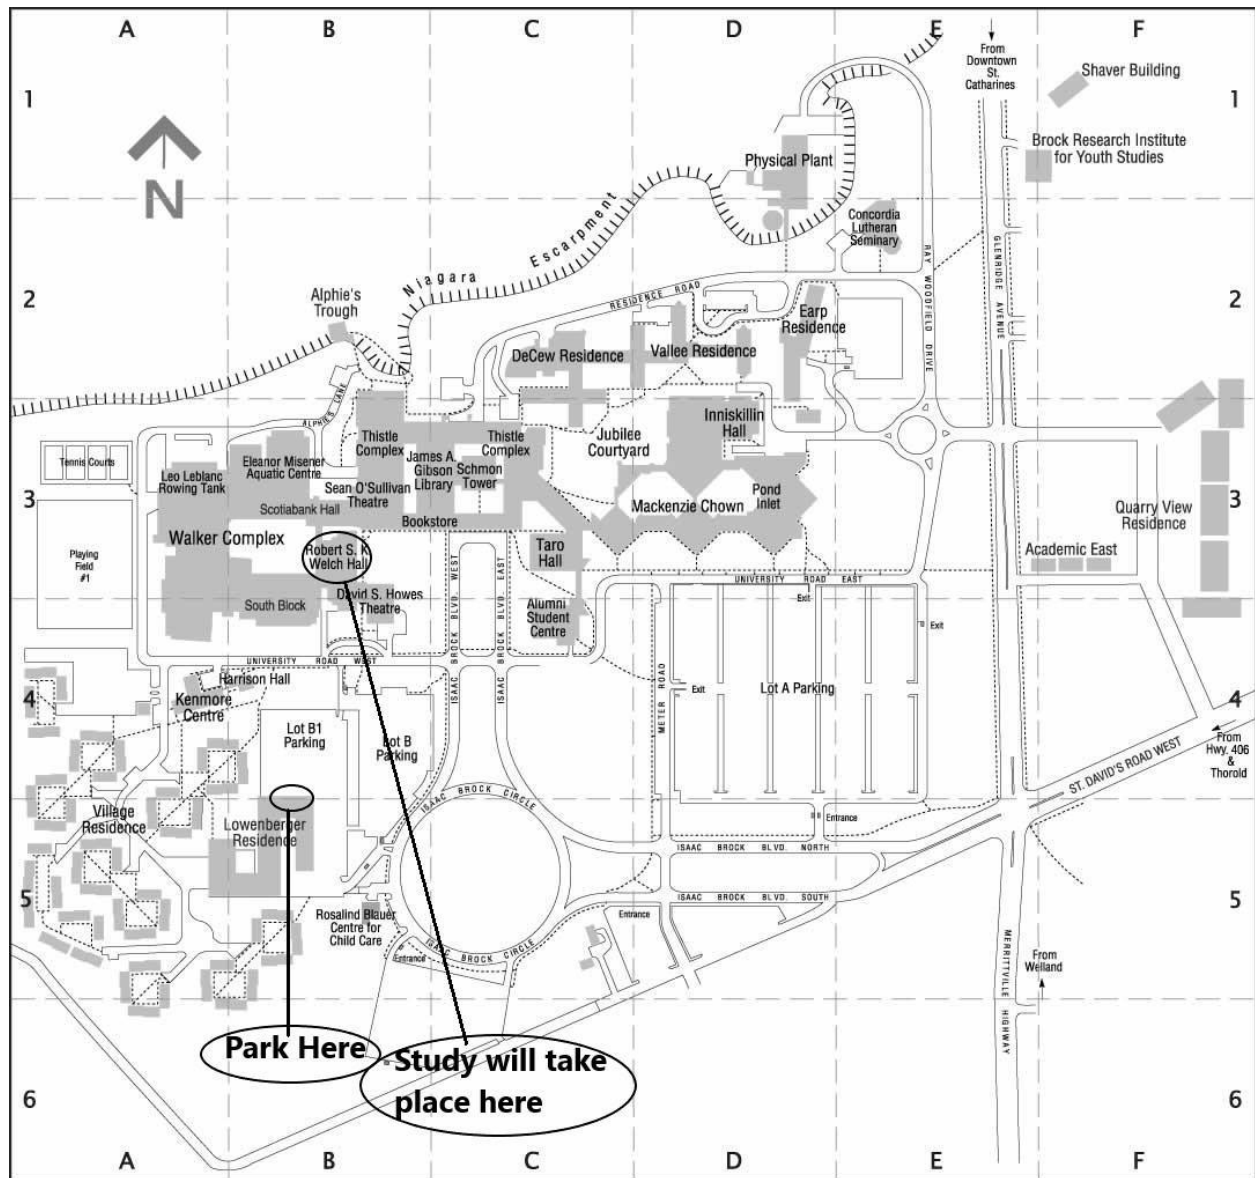 A B C D E F
1
From
Downtown
St.
Catharines
Shaver Building
1
N
Physical Plant
Brock Research Institute
for Youth Studies
Niagara Escarpment
Concordia
Lutheran
Seminary
RAY WOODFIELD DRIVE
GLENRIDGE AVENUE
2
Alphie's
Trough
RESIDENCE ROAD
Earp
Residence
2
DeCew Residence
Vallee Residence
ALPHIE'S LANE
Inniskillin
Hall
Thistle
Complex
Thistle
Complex
Jubilee
Courtyard
Tennis Courts
Leo Leblanc
Rowing Tank
Eleanor Misener
Aquatic Centre
James A.
Gibson
Library
Schmon
Tower
3
Sean O'Sullivan
Theatre
Pond
Inlet
3
Scotiabank Hall
Bookstore
Mackenzie Chown
Quarry View
Residence
Walker Complex
Playing
Field
#1
Robert S. K.
Welch Hall
Taro
Hall
Academic East
UNIVERSITY ROAD EAST
Exit
South Block
David S. Howes
Theatre
ISAAC BROCK BLVD. WEST
ISAAC BROCK BLVD. EAST
Alumni
Student
Centre
Exit
UNIVERSITY ROAD WEST
Harrison Hall
Kenmore
Centre
METER ROAD
Exit
Lot A Parking
4
4
Lot B1
Parking
Lot B
Parking
From
Hwy. 406
&
Thorold
ST. DAVID'S ROAD WEST
ISAAC BROCK CIRCLE
Village
Residence
Lowenberger
Residence
Entrance
ISAAC BROCK BLVD. NORTH
5
ISAAC BROCK BLVD. SOUTH
5
Rosalind Blauer
Centre for
Child Care
Entrance
Entrance
ISAAC BROCK CIRCLE
MERRITTVILLE HIGHWAY
From
Welland
Park Here
Study will take
place here
6
6
A B C D E F